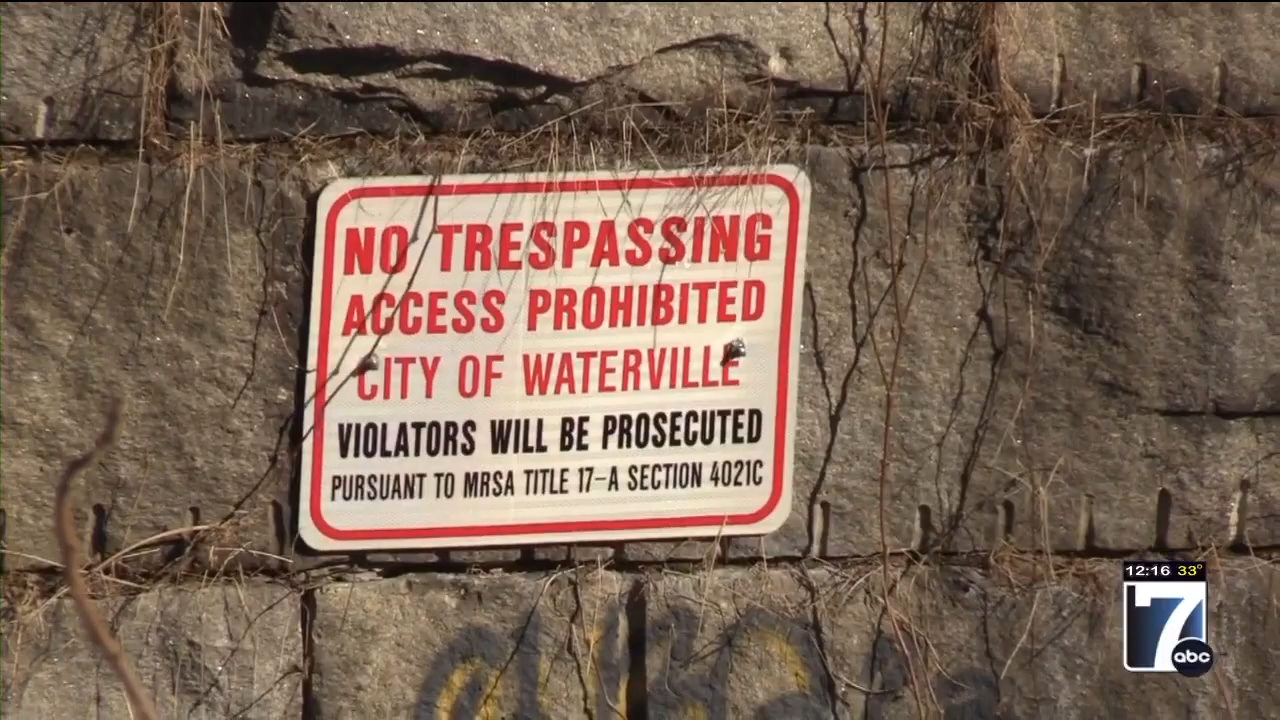 NO TRESPASSING
ACCESS PROHIBITED
CITY OF WATERVILLE
VIOLATORS WILL BE PROSECUTED
PURSUANT TO MRSA TITLE 17-A SECTION 4021C
12:16 33°
7
abc